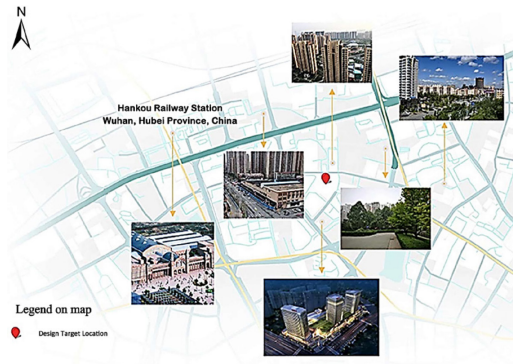 N
Hankou Railway Station
Wuhan, Hubei Province, China
Legend on map
Design Target Location